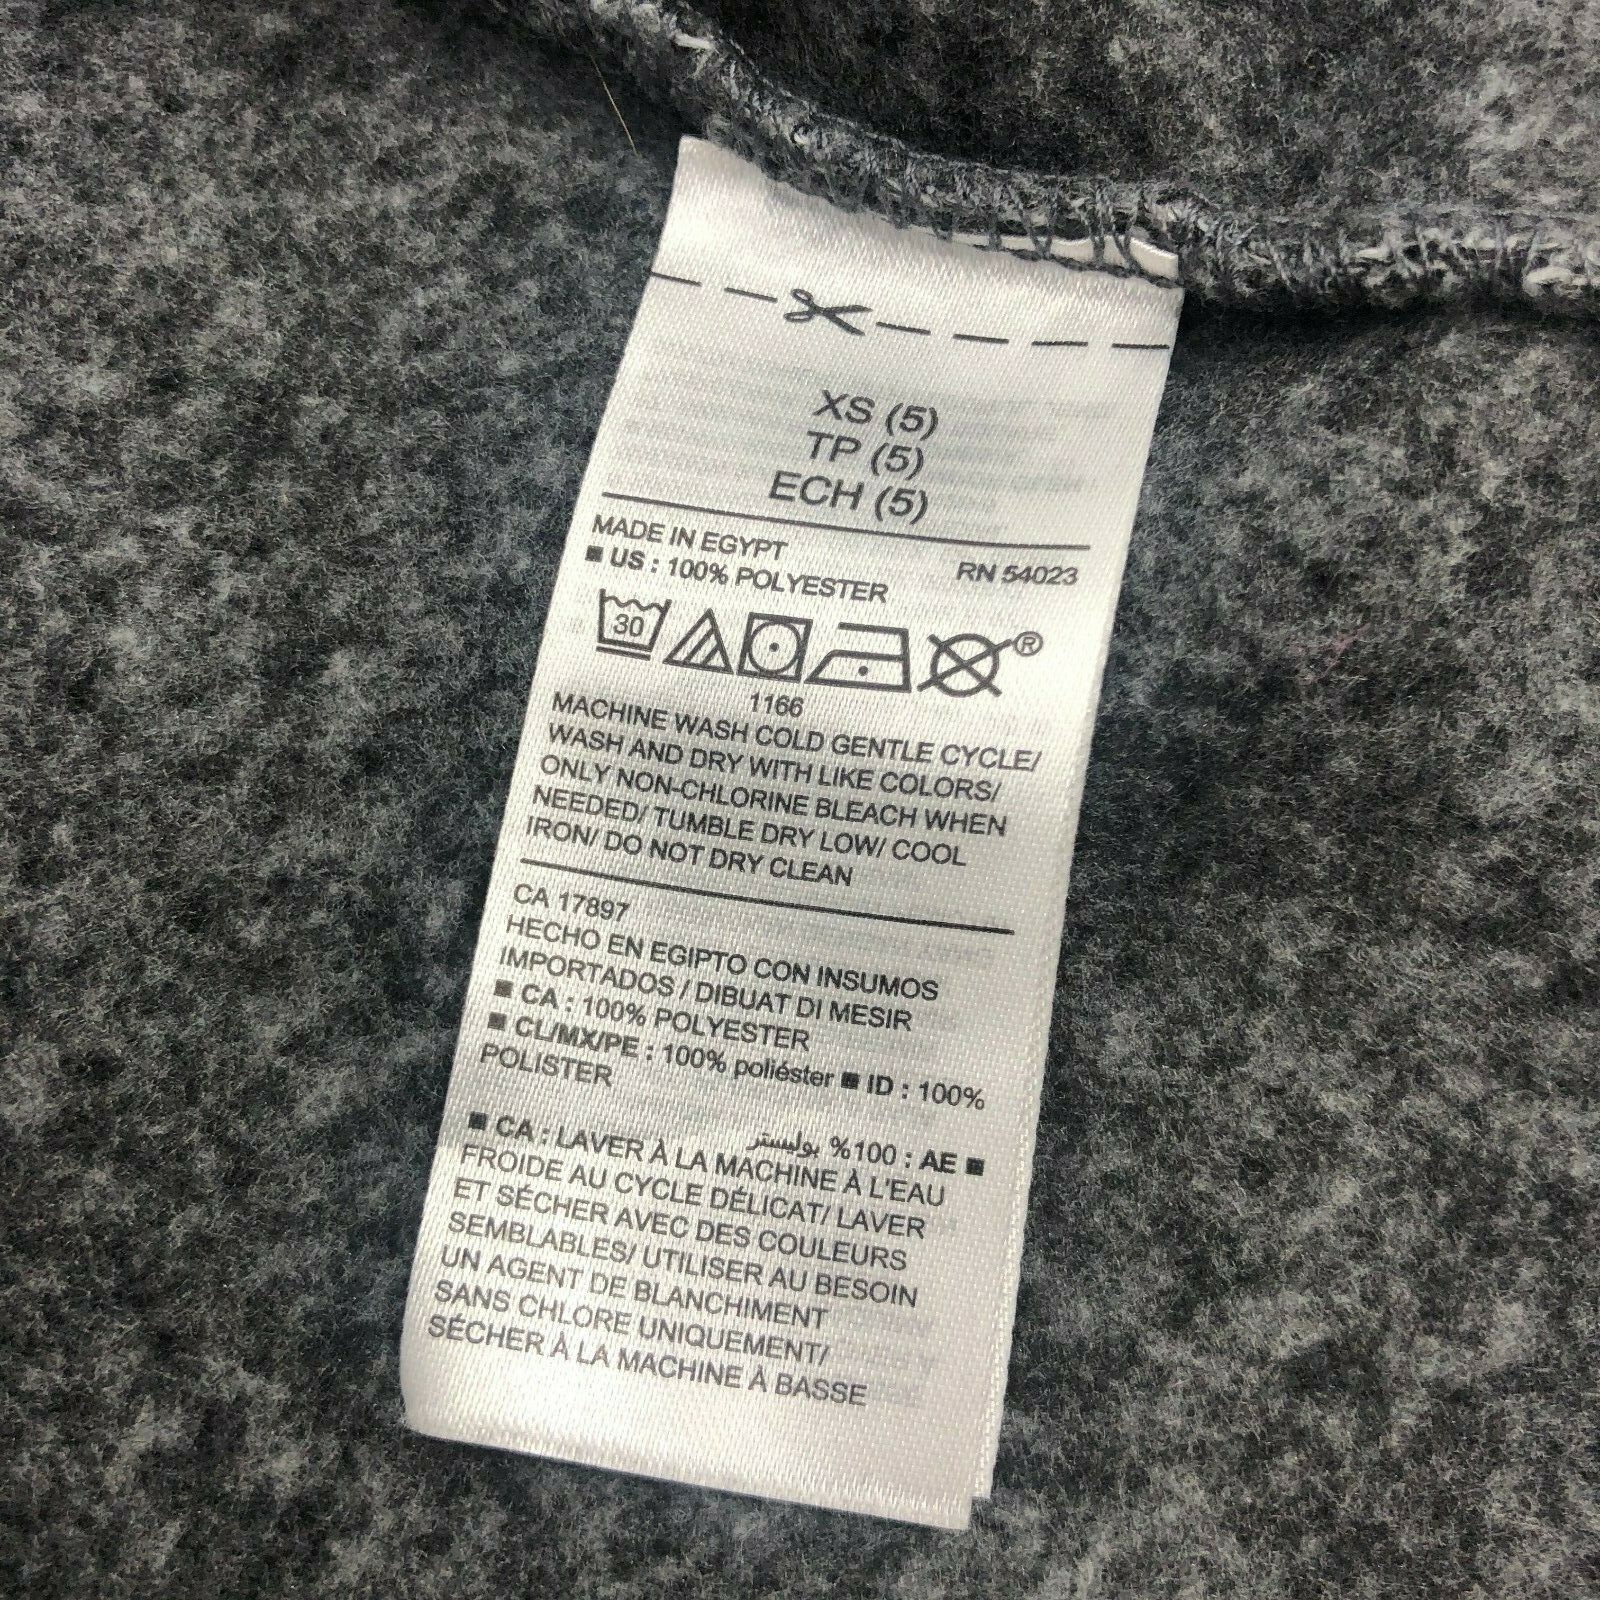 XS (5)
TP (5)
ECH (5)
MADE IN EGYPT RN 54023
■ US : 100% POLYESTER
30 ®
1166
MACHINE WASH COLD GENTLE CYCLE/
WASH AND DRY WITH LIKE COLORS/
ONLY NON-CHLORINE BLEACH WHEN
NEEDED/ TUMBLE DRY LOW/ COOL
IRON/ DO NOT DRY CLEAN
CA 17897
HECHO EN EGIPTO CON INSUMOS
IMPORTADOS / DIBUAT DI MESIR
■ CA : 100% POLYESTER
■ CL/MX/PE : 100% poliéster ■ ID : 100%
POLISTER
■ AE : 100% بوليستر
■ CA : LAVER À LA MACHINE À L'EAU
FROIDE AU CYCLE DÉLICAT/ LAVER
ET SÉCHER AVEC DES COULEURS
SEMBLABLES/ UTILISER AU BESOIN
UN AGENT DE BLANCHIMENT
SANS CHLORE UNIQUEMENT/
SÉCHER À LA MACHINE À BASSE